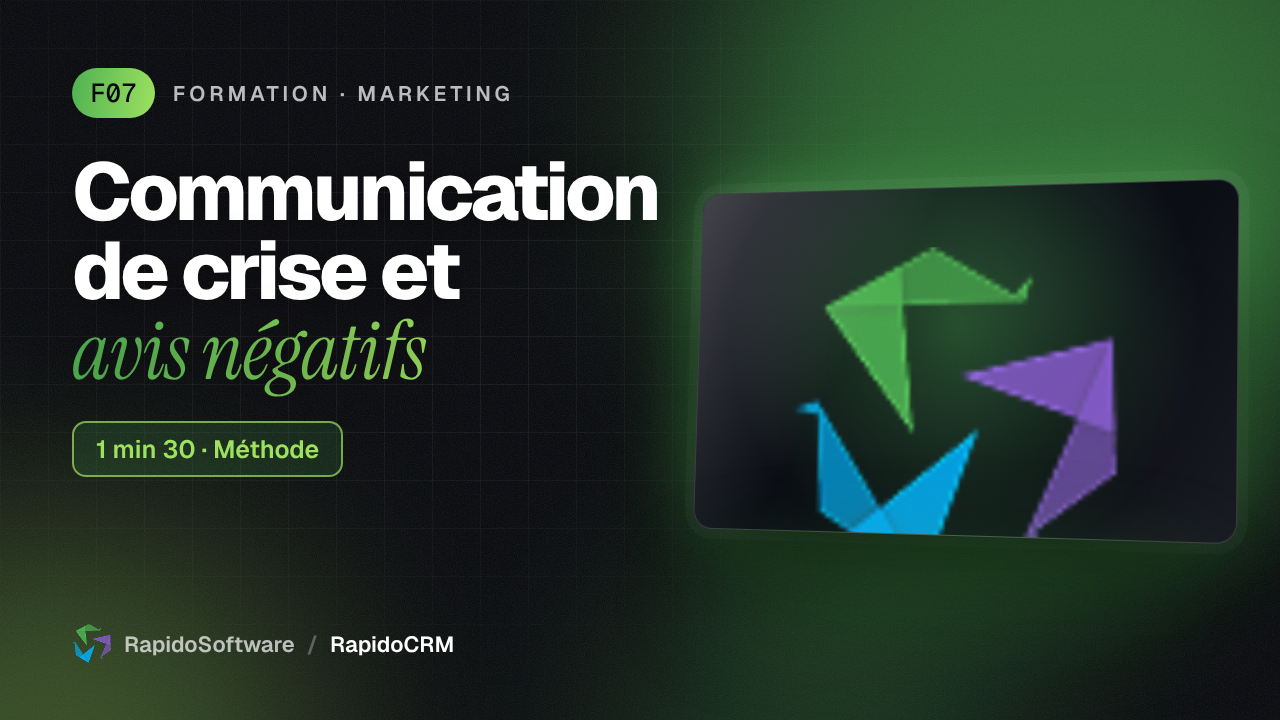 F07 FORMATION · MARKETING
Communication
de crise et
avis négatifs
1 min 30 · Méthode
RapidoSoftware / RapidoCRM